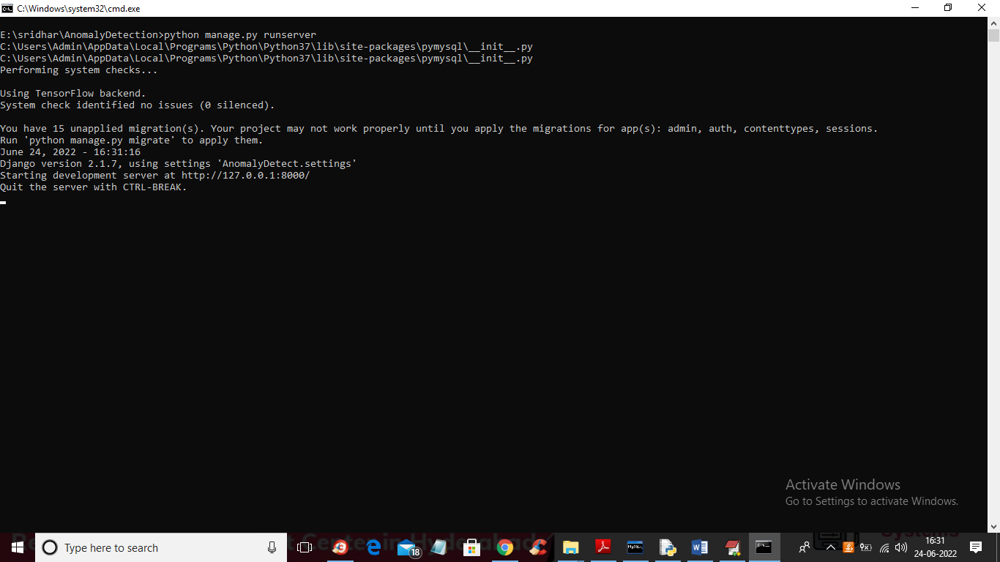 C:\Windows\system32\cmd.exe
E:\sridhar\AnomalyDetection>python manage.py runserver
C:\Users\Admin\AppData\Local\Programs\Python\Python37\lib\site-packages\pymysql\__init__.py
C:\Users\Admin\AppData\Local\Programs\Python\Python37\lib\site-packages\pymysql\__init__.py
Performing system checks...
Using TensorFlow backend.
System check identified no issues (0 silenced).
You have 15 unapplied migration(s). Your project may not work properly until you apply the migrations for app(s): admin, auth, contenttypes, sessions.
Run 'python manage.py migrate' to apply them.
June 24, 2022 - 16:31:16
Django version 2.1.7, using settings 'AnomalyDetect.settings'
Starting development server at http://127.0.0.1:8000/
Quit the server with CTRL-BREAK.
Activate Windows
Go to Settings to activate Windows.
Type here to search
18
MySQL
16:31
24-06-2022